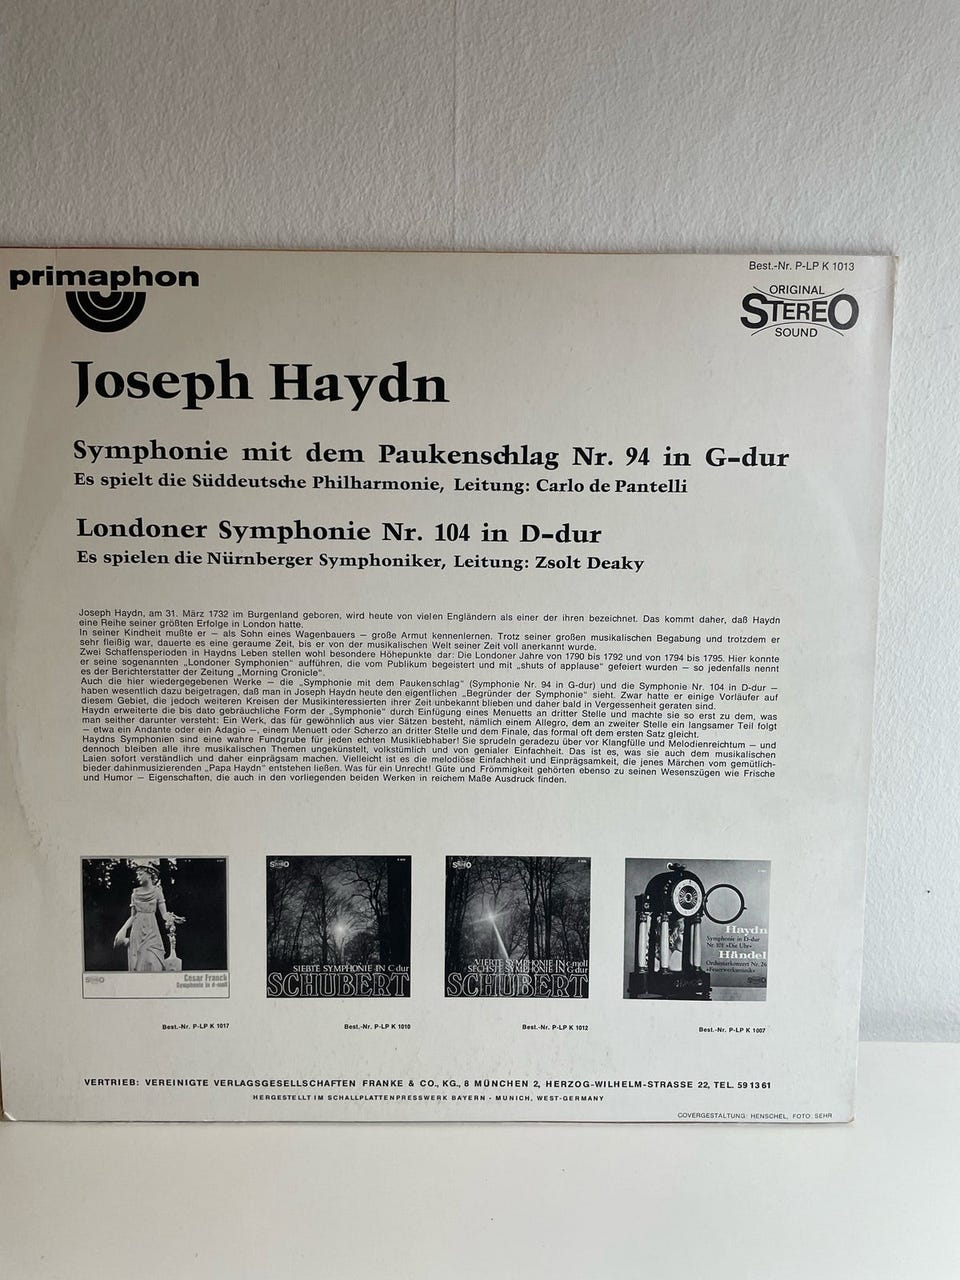 primaphon
Best.-Nr. P-LP K 1013
ORIGINAL
STEREO
SOUND
Joseph Haydn
Symphonie mit dem Paukenschlag Nr. 94 in G-dur
Es spielt die Süddeutsche Philharmonie, Leitung: Carlo de Pantelli
Londoner Symphonie Nr. 104 in D-dur
Es spielen die Nürnberger Symphoniker, Leitung: Zsolt Deaky
Joseph Haydn, am 31. März 1732 im Burgenland geboren, wird heute von vielen Engländern als einer der ihren bezeichnet. Das kommt daher, daß Haydn
eine Reihe seiner größten Erfolge in London hatte.
In seiner Kindheit mußte er – als Sohn eines Wagenbauers – große Armut kennenlernen. Trotz seiner großen musikalischen Begabung und trotzdem er
sehr fleißig war, dauerte es eine geraume Zeit, bis er von der musikalischen Welt seiner Zeit voll anerkannt wurde.
Zwei Schaffensperioden in Haydns Leben stellen wohl besondere Höhepunkte dar: Die Londoner Jahre von 1790 bis 1792 und von 1794 bis 1795. Hier konnte
er seine sogenannten „Londoner Symphonien" aufführen, die vom Publikum begeistert und mit „shuts of applause" gefeiert wurden – so jedenfalls nennt
es der Berichterstatter der Zeitung „Morning Cronicle".
Auch die hier wiedergegebenen Werke – die „Symphonie mit dem Paukenschlag" (Symphonie Nr. 94 in G-dur) und die Symphonie Nr. 104 in D-dur –
haben wesentlich dazu beigetragen, daß man in Joseph Haydn heute den eigentlichen „Begründer der Symphonie" sieht. Zwar hatte er einige Vorläufer auf
diesem Gebiet, die jedoch weiteren Kreisen der Musikinteressierten ihrer Zeit unbekannt blieben und daher bald in Vergessenheit geraten sind.
Haydn erweiterte die bis dato gebräuchliche Form der „Symphonie" durch Einfügung eines Menuetts an dritter Stelle und machte sie so erst zu dem, was
man seither darunter versteht: Ein Werk, das für gewöhnlich aus vier Sätzen besteht, nämlich einem Allegro, dem an zweiter Stelle ein langsamer Teil folgt
– etwa ein Andante oder ein Adagio –, einem Menuett oder Scherzo an dritter Stelle und dem Finale, das formal oft dem ersten Satz gleicht.
Haydns Symphonien sind eine wahre Fundgrube für jeden echten Musikliebhaber! Sie sprudeln geradezu über vor Klangfülle und Melodienreichtum – und
dennoch bleiben alle ihre musikalischen Themen ungekünstelt, volkstümlich und von genialer Einfachheit. Das ist es, was sie auch dem musikalischen
Laien sofort verständlich und daher einprägsam machen. Vielleicht ist es die melodiöse Einfachheit und Einprägsamkeit, die jenes Märchen vom gemütlich-
bieder dahinmusizierenden „Papa Haydn" entstehen ließen. Was für ein Unrecht! Güte und Frömmigkeit gehörten ebenso zu seinen Wesenszügen wie Frische
und Humor – Eigenschaften, die auch in den vorliegenden beiden Werken in reichem Maße Ausdruck finden.
STEREO
Cesar Franck
Symphonie in d-moll
STEREO
SIEBTE SYMPHONIE IN C dur
SCHUBERT
STEREO
VIERTE SYMPHONIE IN c-moll
SECHSTE SYMPHONIE IN C dur
SCHUBERT
Haydn
Symphonie in D-dur
Nr. 101 »Die Uhr«
Händel
Orchesterkonzert Nr. 26
»Feuerwerksmusik«
STEREO
Best.-Nr. P-LP K 1017
Best.-Nr. P-LP K 1010
Best.-Nr. P-LP K 1012
Best.-Nr. P-LP K 1007
VERTRIEB: VEREINIGTE VERLAGSGESELLSCHAFTEN FRANKE & CO., KG., 8 MÜNCHEN 2, HERZOG-WILHELM-STRASSE 22, TEL. 59 13 61
HERGESTELLT IM SCHALLPLATTENPRESSWERK BAYERN - MUNICH, WEST-GERMANY
COVERGESTALTUNG: HENSCHEL, FOTO: SEHR